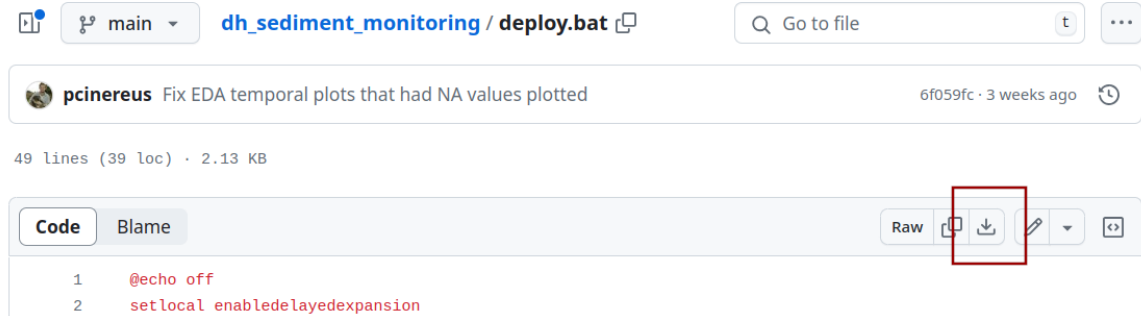 main dh_sediment_monitoring / deploy.bat Go to file t
pcinereus Fix EDA temporal plots that had NA values plotted 6f059fc · 3 weeks ago
49 lines (39 loc) · 2.13 KB
Code Blame Raw
1 @echo off
2 setlocal enabledelayedexpansion